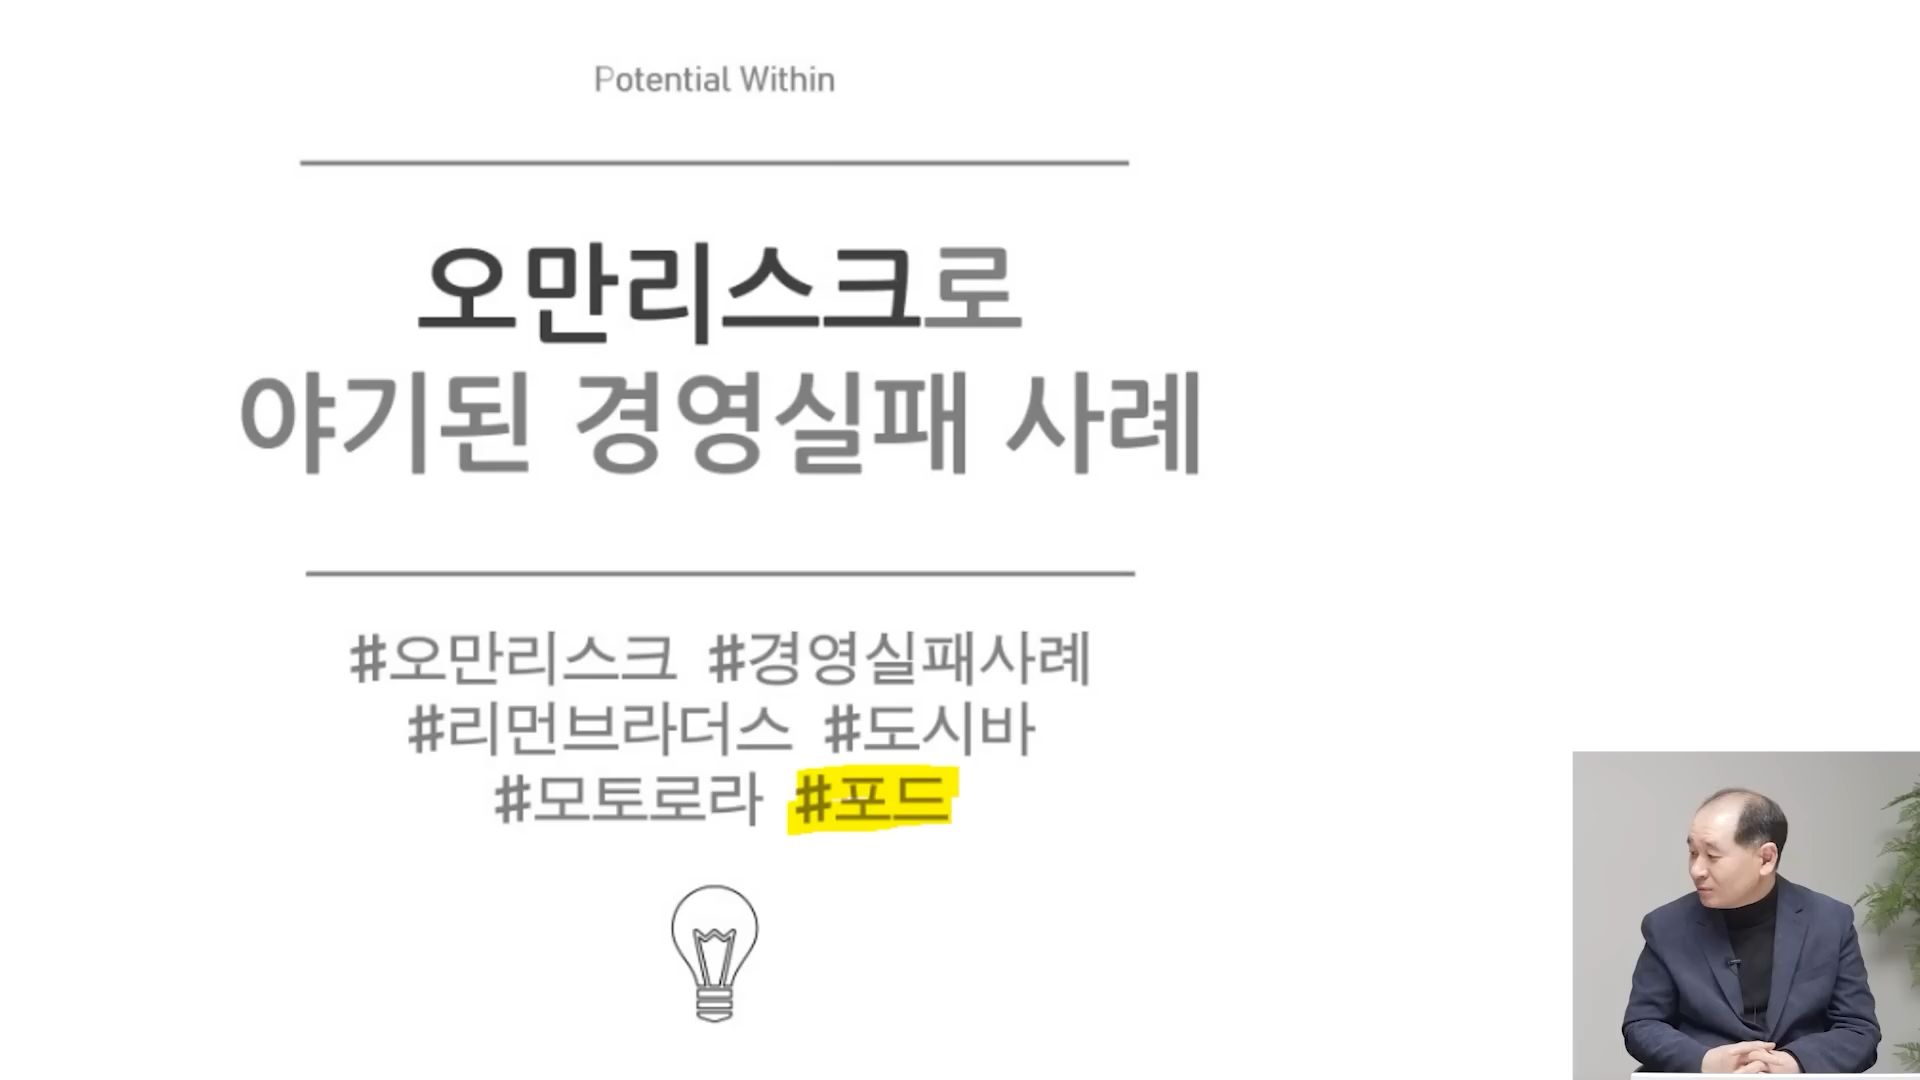 Potential Within
오만리스크로
야기된 경영실패 사례
#오만리스크 #경영실패사례
#리먼브라더스 #도시바
#모토로라 #포드